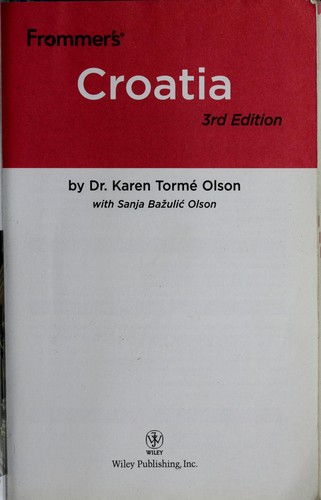 Frommer's®
Croatia
3rd Edition
by Dr. Karen Tormé Olson
with Sanja Bažulić Olson
WILEY
Wiley Publishing, Inc.